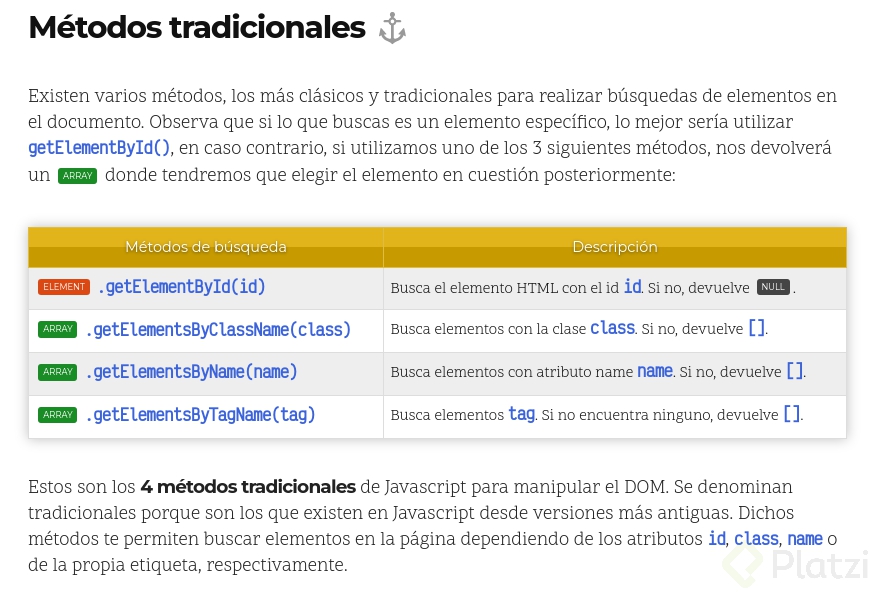 Métodos tradicionales
Existen varios métodos, los más clásicos y tradicionales para realizar búsquedas de elementos en
el documento. Observa que si lo que buscas es un elemento específico, lo mejor sería utilizar
getElementById(), en caso contrario, si utilizamos uno de los 3 siguientes métodos, nos devolverá
un ARRAY donde tendremos que elegir el elemento en cuestión posteriormente:
Métodos de búsqueda Descripción
ELEMENT .getElementById(id) Busca el elemento HTML con el id id. Si no, devuelve NULL .
ARRAY .getElementsByClassName(class) Busca elementos con la clase class. Si no, devuelve [].
ARRAY .getElementsByName(name) Busca elementos con atributo name name. Si no, devuelve [].
ARRAY .getElementsByTagName(tag) Busca elementos tag. Si no encuentra ninguno, devuelve [].
Estos son los 4 métodos tradicionales de Javascript para manipular el DOM. Se denominan
tradicionales porque son los que existen en Javascript desde versiones más antiguas. Dichos
métodos te permiten buscar elementos en la página dependiendo de los atributos id, class, name o
de la propia etiqueta, respectivamente.
Platzi